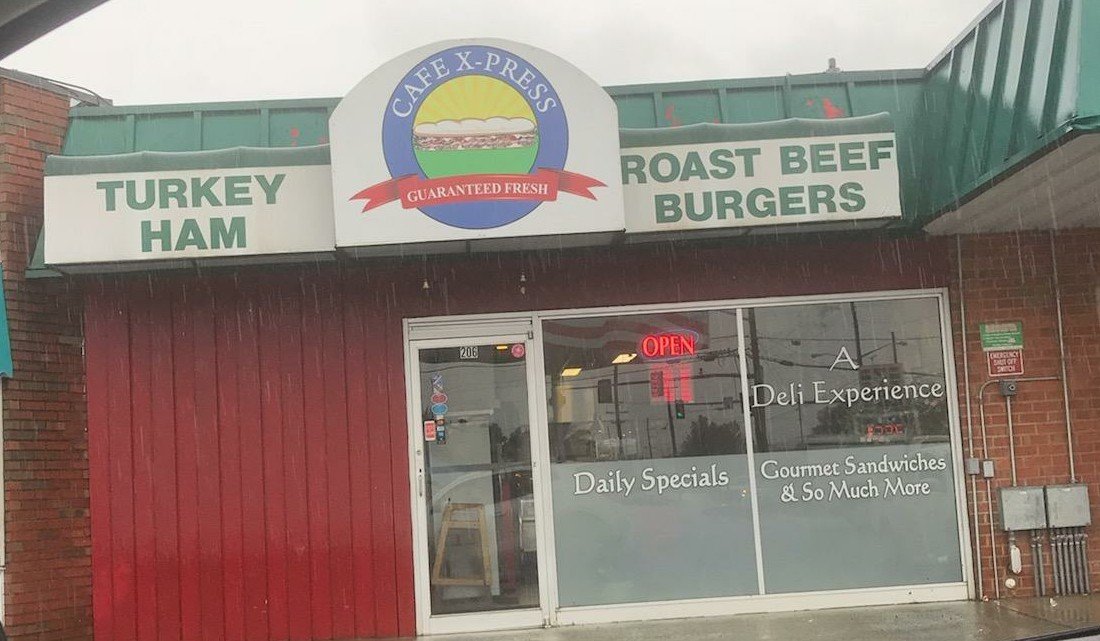 CAFE X-PRESS
GUARANTEED FRESH
TURKEY
HAM
ROAST BEEF
BURGERS
206
OPEN
A
Deli Experience
Daily Specials
Gourmet Sandwiches
& So Much More
EMERGENCY
SHUT OFF
SWITCH